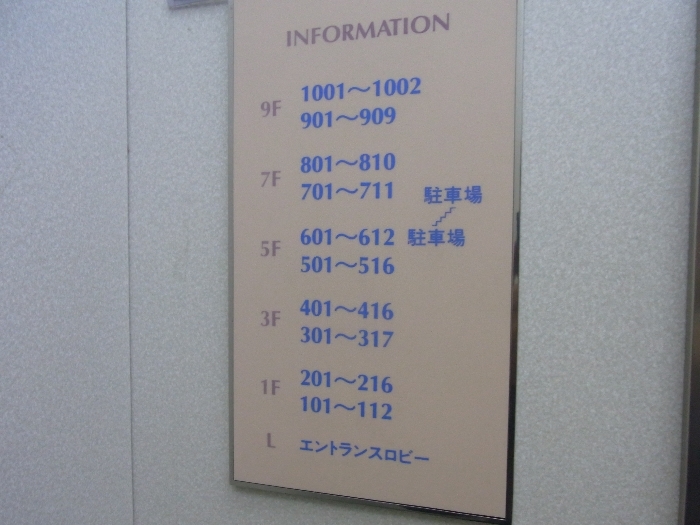 INFORMATION
9F
1001〜1002
901〜909
7F
801〜810
701〜711
駐車場
5F
601〜612 駐車場
501〜516
3F
401〜416
301〜317
1F
201〜216
101〜112
L エントランスロビー